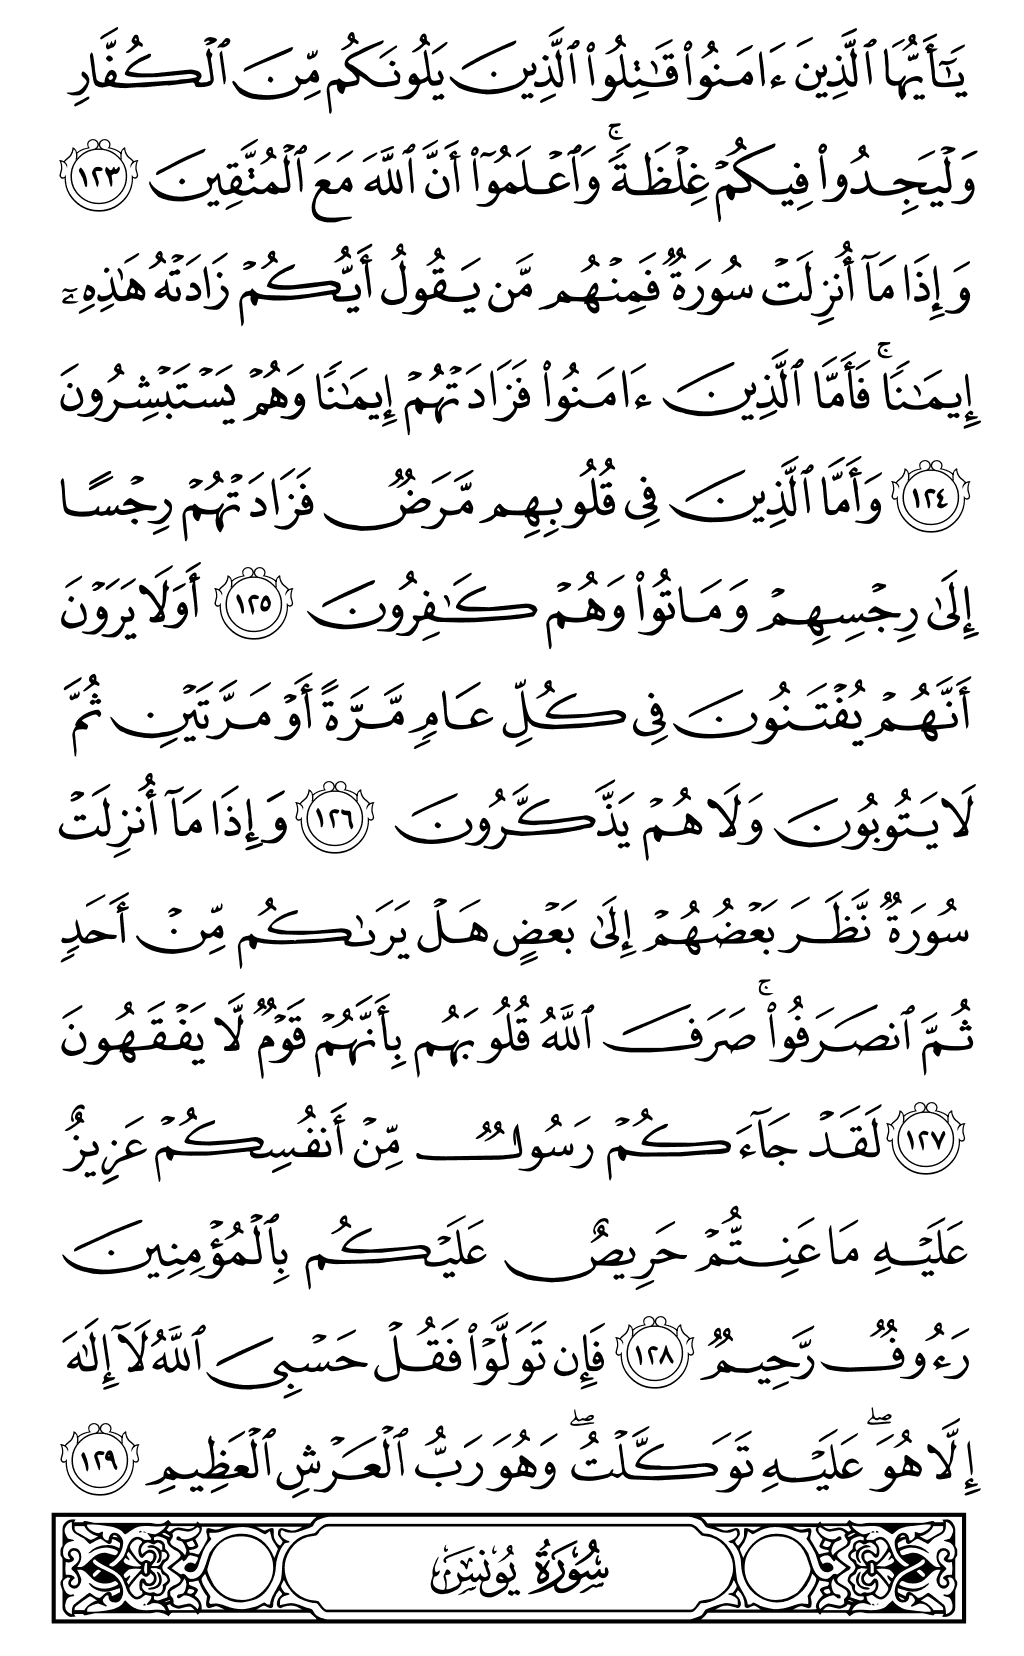 يَـٰٓأَيُّهَا ٱلَّذِينَ ءَامَنُوا۟ قَـٰتِلُوا۟ ٱلَّذِينَ يَلُونَكُم مِّنَ ٱلْكُفَّارِ
وَلْيَجِدُوا۟ فِيكُمْ غِلْظَةً ۚ وَٱعْلَمُوٓا۟ أَنَّ ٱللَّهَ مَعَ ٱلْمُتَّقِينَ ١٢٣
وَإِذَا مَآ أُنزِلَتْ سُورَةٌ فَمِنْهُم مَّن يَقُولُ أَيُّكُمْ زَادَتْهُ هَـٰذِهِۦٓ
إِيمَـٰنًا ۚ فَأَمَّا ٱلَّذِينَ ءَامَنُوا۟ فَزَادَتْهُمْ إِيمَـٰنًا وَهُمْ يَسْتَبْشِرُونَ
١٢٤ وَأَمَّا ٱلَّذِينَ فِى قُلُوبِهِم مَّرَضٌ فَزَادَتْهُمْ رِجْسًا
إِلَىٰ رِجْسِهِمْ وَمَاتُوا۟ وَهُمْ كَـٰفِرُونَ ١٢٥ أَوَلَا يَرَوْنَ
أَنَّهُمْ يُفْتَنُونَ فِى كُلِّ عَامٍ مَّرَّةً أَوْ مَرَّتَيْنِ ثُمَّ
لَا يَتُوبُونَ وَلَا هُمْ يَذَّكَّرُونَ ١٢٦ وَإِذَا مَآ أُنزِلَتْ
سُورَةٌ نَّظَرَ بَعْضُهُمْ إِلَىٰ بَعْضٍ هَلْ يَرَىٰكُم مِّنْ أَحَدٍ
ثُمَّ ٱنصَرَفُوا۟ ۚ صَرَفَ ٱللَّهُ قُلُوبَهُم بِأَنَّهُمْ قَوْمٌ لَّا يَفْقَهُونَ
١٢٧ لَقَدْ جَآءَكُمْ رَسُولٌ مِّنْ أَنفُسِكُمْ عَزِيزٌ
عَلَيْهِ مَا عَنِتُّمْ حَرِيصٌ عَلَيْكُم بِٱلْمُؤْمِنِينَ
رَءُوفٌ رَّحِيمٌ ١٢٨ فَإِن تَوَلَّوْا۟ فَقُلْ حَسْبِىَ ٱللَّهُ لَآ إِلَـٰهَ
إِلَّا هُوَ ۖ عَلَيْهِ تَوَكَّلْتُ ۖ وَهُوَ رَبُّ ٱلْعَرْشِ ٱلْعَظِيمِ ١٢٩
سُورَةُ يُونُسَ